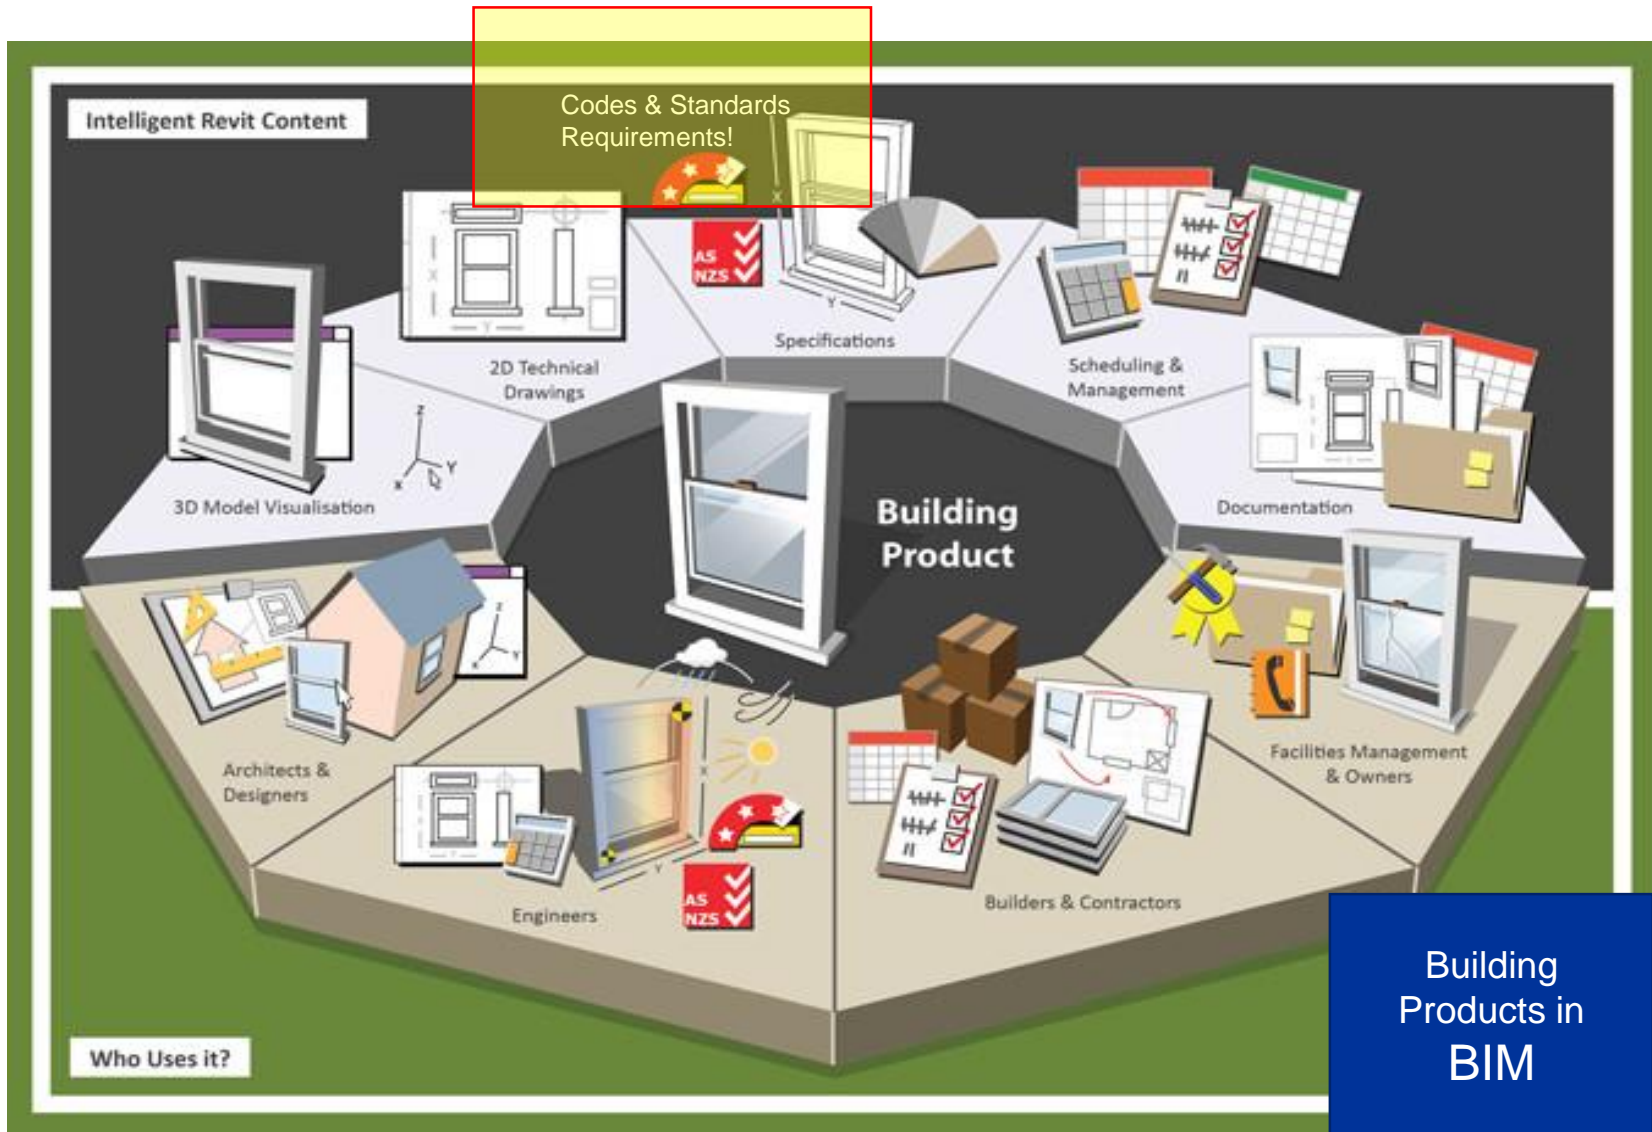 Codes & Standards
Requirements!
Intelligent Revit Content
X
AS
NZS
Y
X
Y
Specifications
2D Technical
Drawings
Scheduling &
Management
Z
Y
X
3D Model Visualisation
Documentation
Building
Product
Z
X
Y
Architects &
Designers
X
Y
AS
NZS
Engineers
Builders & Contractors
Facilities Management
& Owners
Who Uses it?
Building
Products in
BIM